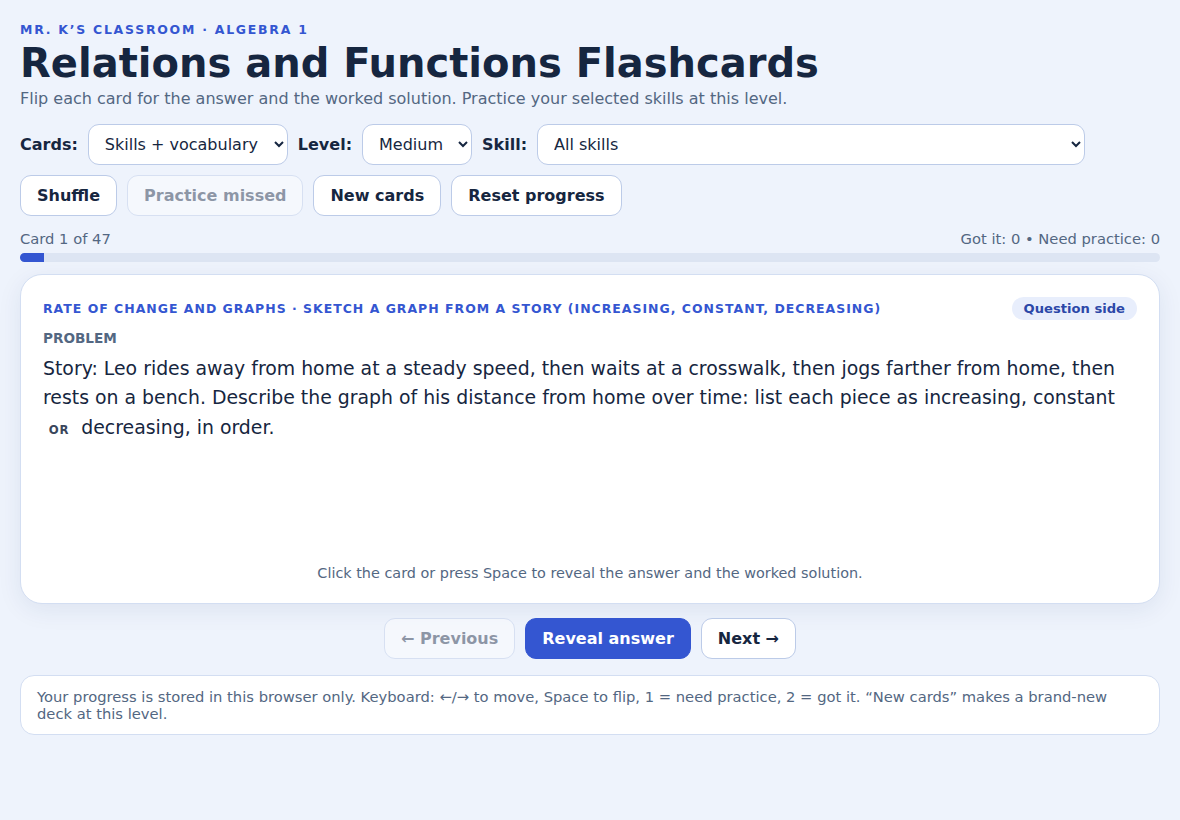 MR. K’S CLASSROOM · ALGEBRA 1
Relations and Functions Flashcards
Flip each card for the answer and the worked solution. Practice your selected skills at this level.
Cards: Skills + vocabulary Level: Medium Skill: All skills
Shuffle Practice missed New cards Reset progress
Card 1 of 47 Got it: 0 • Need practice: 0
RATE OF CHANGE AND GRAPHS · SKETCH A GRAPH FROM A STORY (INCREASING, CONSTANT, DECREASING) Question side
PROBLEM
Story: Leo rides away from home at a steady speed, then waits at a crosswalk, then jogs farther from home, then
rests on a bench. Describe the graph of his distance from home over time: list each piece as increasing, constant
OR decreasing, in order.
Click the card or press Space to reveal the answer and the worked solution.
← Previous Reveal answer Next →
Your progress is stored in this browser only. Keyboard: ←/→ to move, Space to flip, 1 = need practice, 2 = got it. “New cards” makes a brand-new
deck at this level.